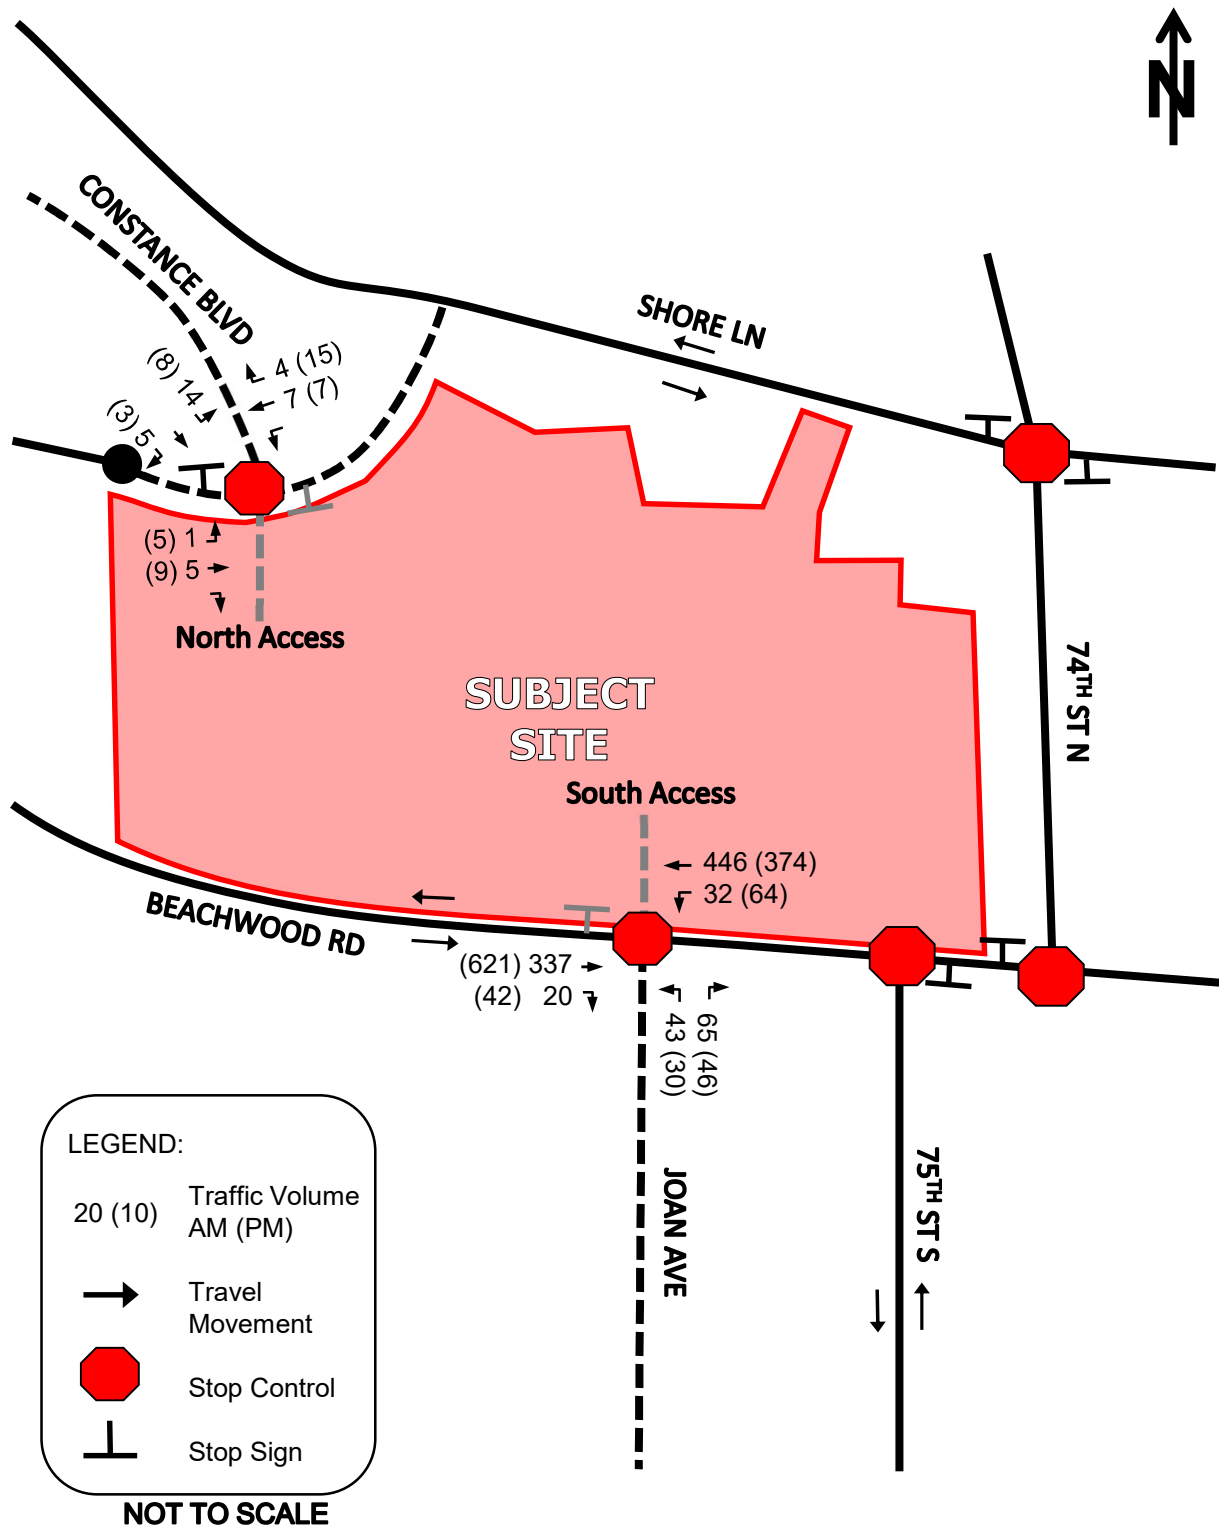 N
CONSTANCE BLVD
SHORE LN
4 (15)
7 (7)
(8) 14
(3) 5
(5) 1
(9) 5
North Access
74TH ST N
SUBJECT
SITE
South Access
446 (374)
32 (64)
BEACHWOOD RD
(621) 337
(42) 20
43 (30)
65 (46)
JOAN AVE
75TH ST S
LEGEND:
20 (10)
Traffic Volume
AM (PM)
Travel
Movement
Stop Control
Stop Sign
NOT TO SCALE